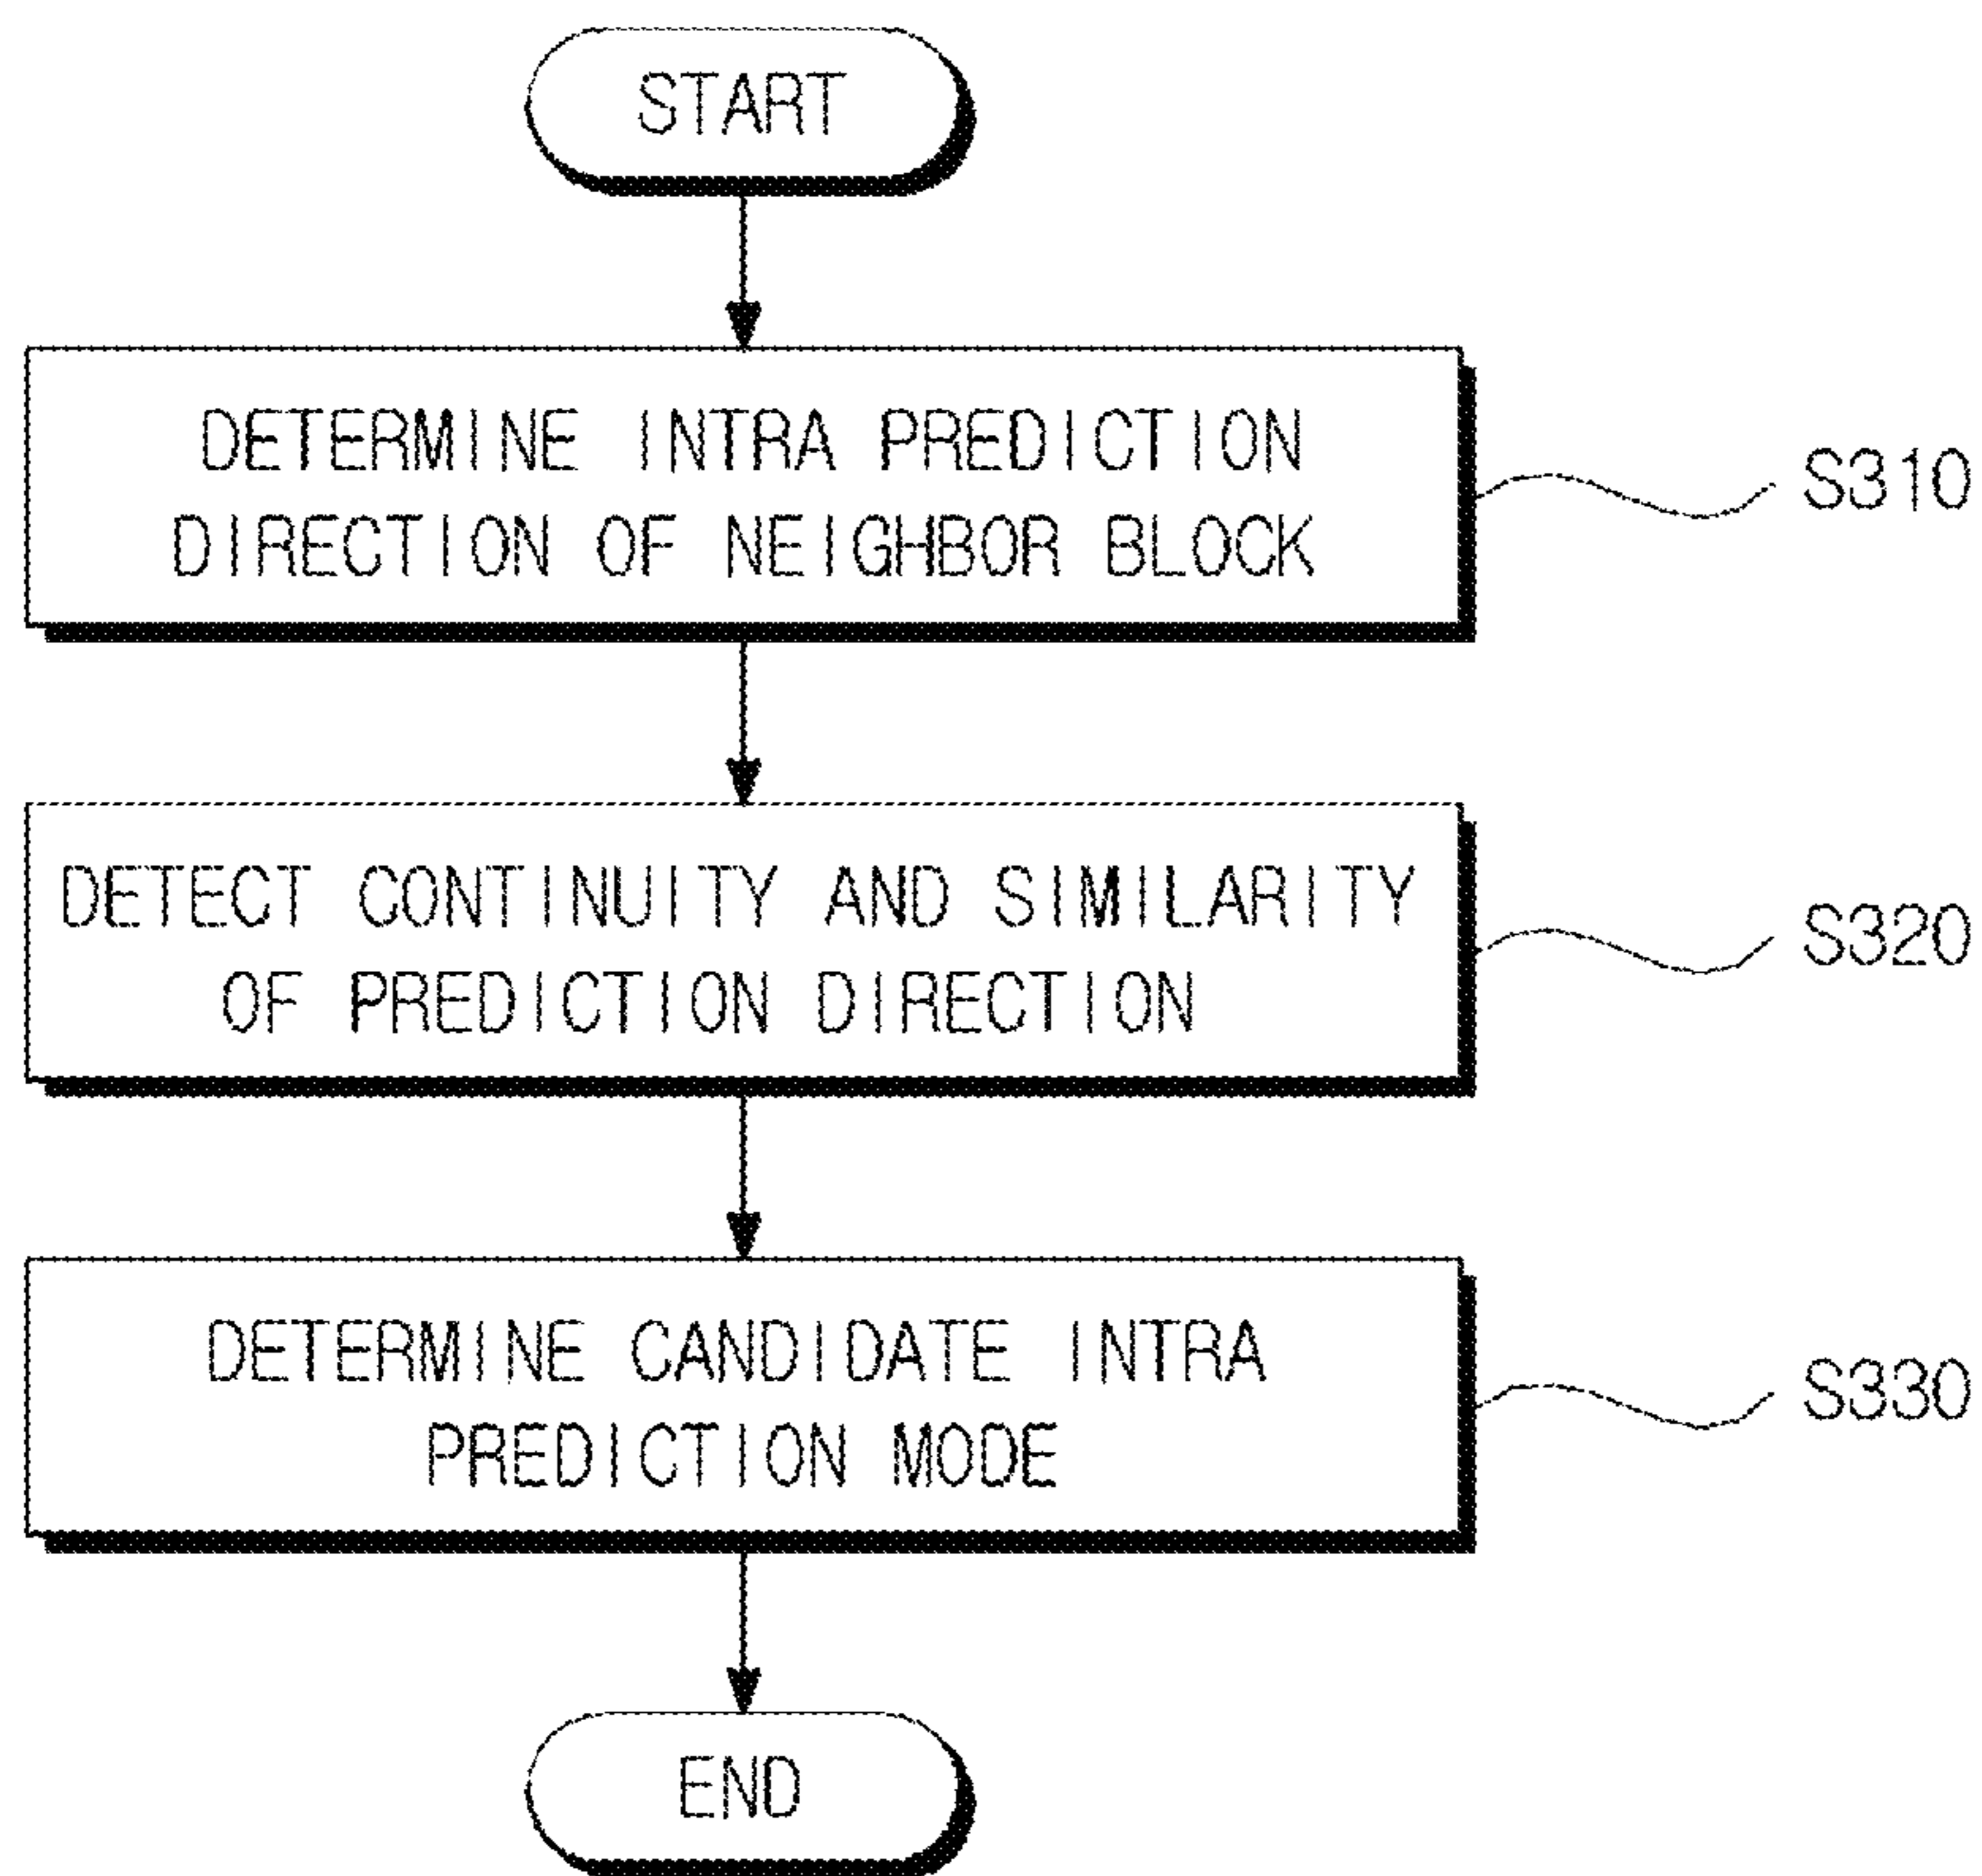 START
DETERMINE INTRA PREDICTION
DIRECTION OF NEIGHBOR BLOCK
S310
DETECT CONTINUITY AND SIMILARITY
OF PREDICTION DIRECTION
S320
DETERMINE CANDIDATE INTRA
PREDICTION MODE
S330
END